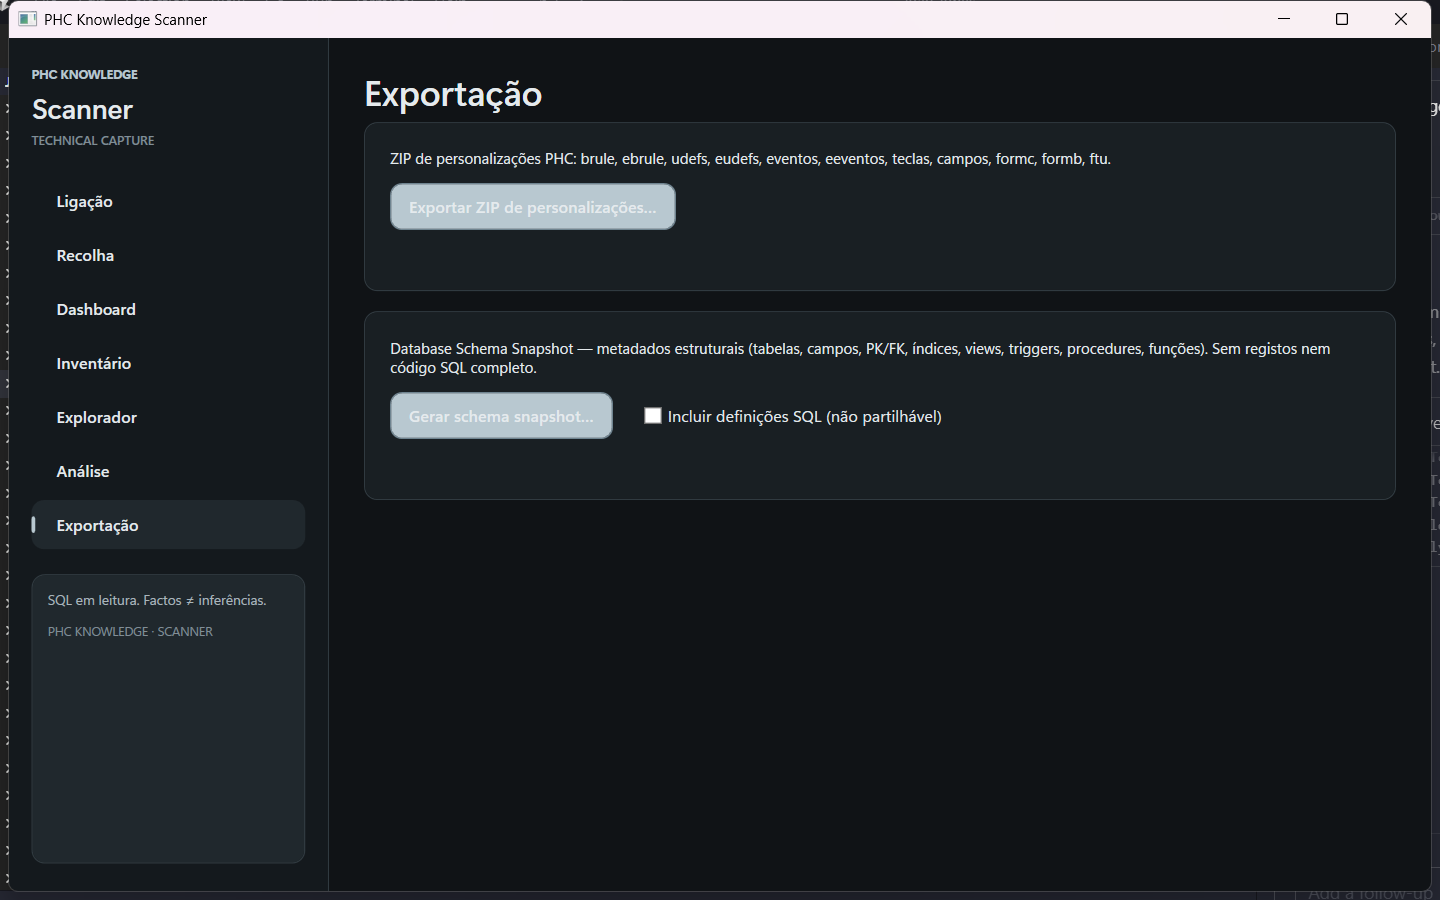 PHC Knowledge Scanner
PHC KNOWLEDGE
Scanner
TECHNICAL CAPTURE
Ligação
Recolha
Dashboard
Inventário
Explorador
Análise
Exportação
SQL em leitura. Factos ≠ inferências.
PHC KNOWLEDGE · SCANNER
Exportação
ZIP de personalizações PHC: brule, ebrule, udefs, eudefs, eventos, eeventos, teclas, campos, formc, formb, ftu.
Exportar ZIP de personalizações...
Database Schema Snapshot — metadados estruturais (tabelas, campos, PK/FK, índices, views, triggers, procedures, funções). Sem registos nem
código SQL completo.
Gerar schema snapshot...
Incluir definições SQL (não partilhável)
Add a follow-up